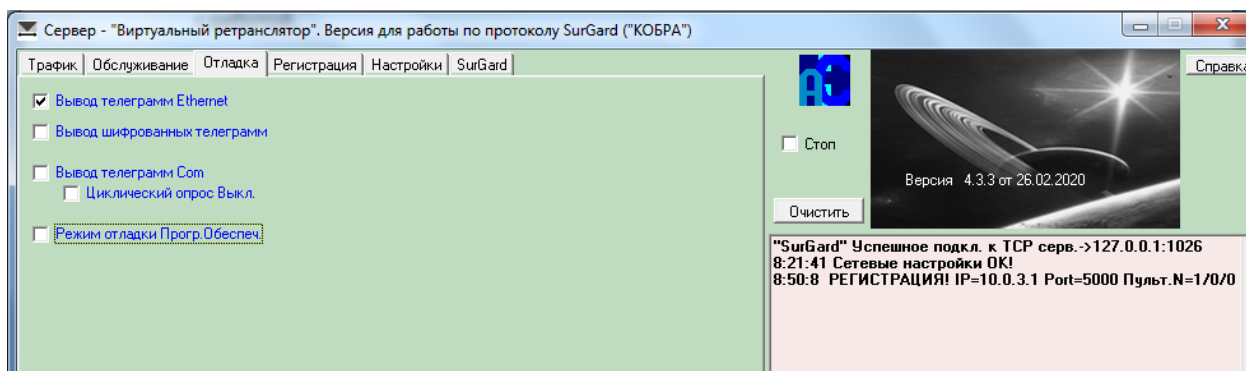 Сервер - "Виртуальный ретранслятор". Версия для работы по протоколу SurGard ("КОБРА")
Трафик Обслуживание Отладка Регистрация Настройки SurGard
Вывод телеграмм Ethernet
Вывод шифрованных телеграмм
Вывод телеграмм Com
Циклический опрос Выкл.
Режим отладки Прогр.Обеспеч.
Стоп
Очистить
Версия 4.3.3 от 26.02.2020
Справка
"SurGard" Успешное подкл. к TCP серв.->127.0.0.1:1026
8:21:41 Сетевые настройки OK!
8:50:8 РЕГИСТРАЦИЯ! IP=10.0.3.1 Port=5000 Пульт.N=1/0/0